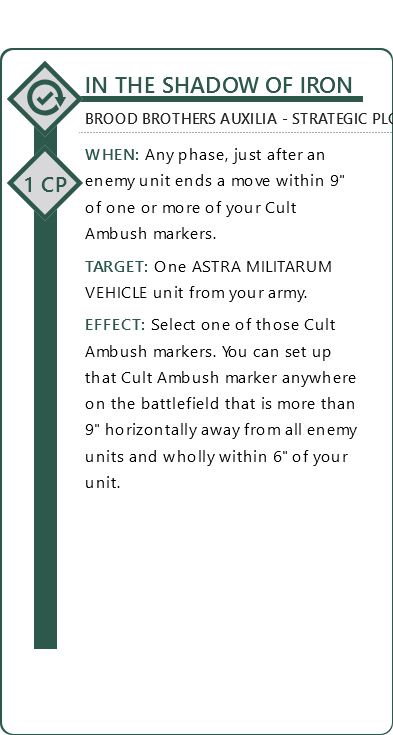 IN THE SHADOW OF IRON
BROOD BROTHERS AUXILIA - STRATEGIC PLO
1 CP
WHEN: Any phase, just after an
enemy unit ends a move within 9"
of one or more of your Cult
Ambush markers.
TARGET: One ASTRA MILITARUM
VEHICLE unit from your army.
EFFECT: Select one of those Cult
Ambush markers. You can set up
that Cult Ambush marker anywhere
on the battlefield that is more than
9" horizontally away from all enemy
units and wholly within 6" of your
unit.